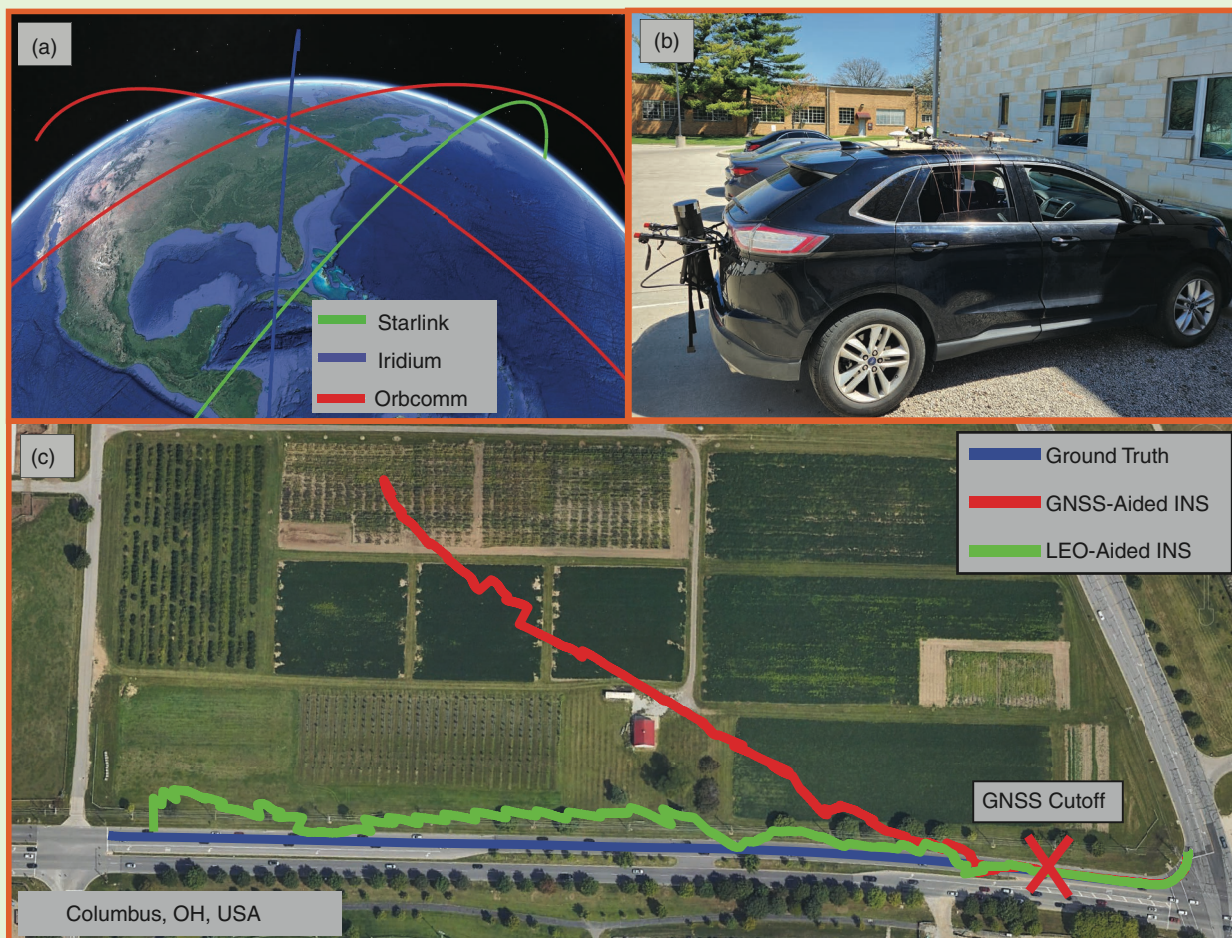 (a)
Starlink
Iridium
Orbcomm
(b)
(c)
Ground Truth
GNSS-Aided INS
LEO-Aided INS
GNSS Cutoff
Columbus, OH, USA